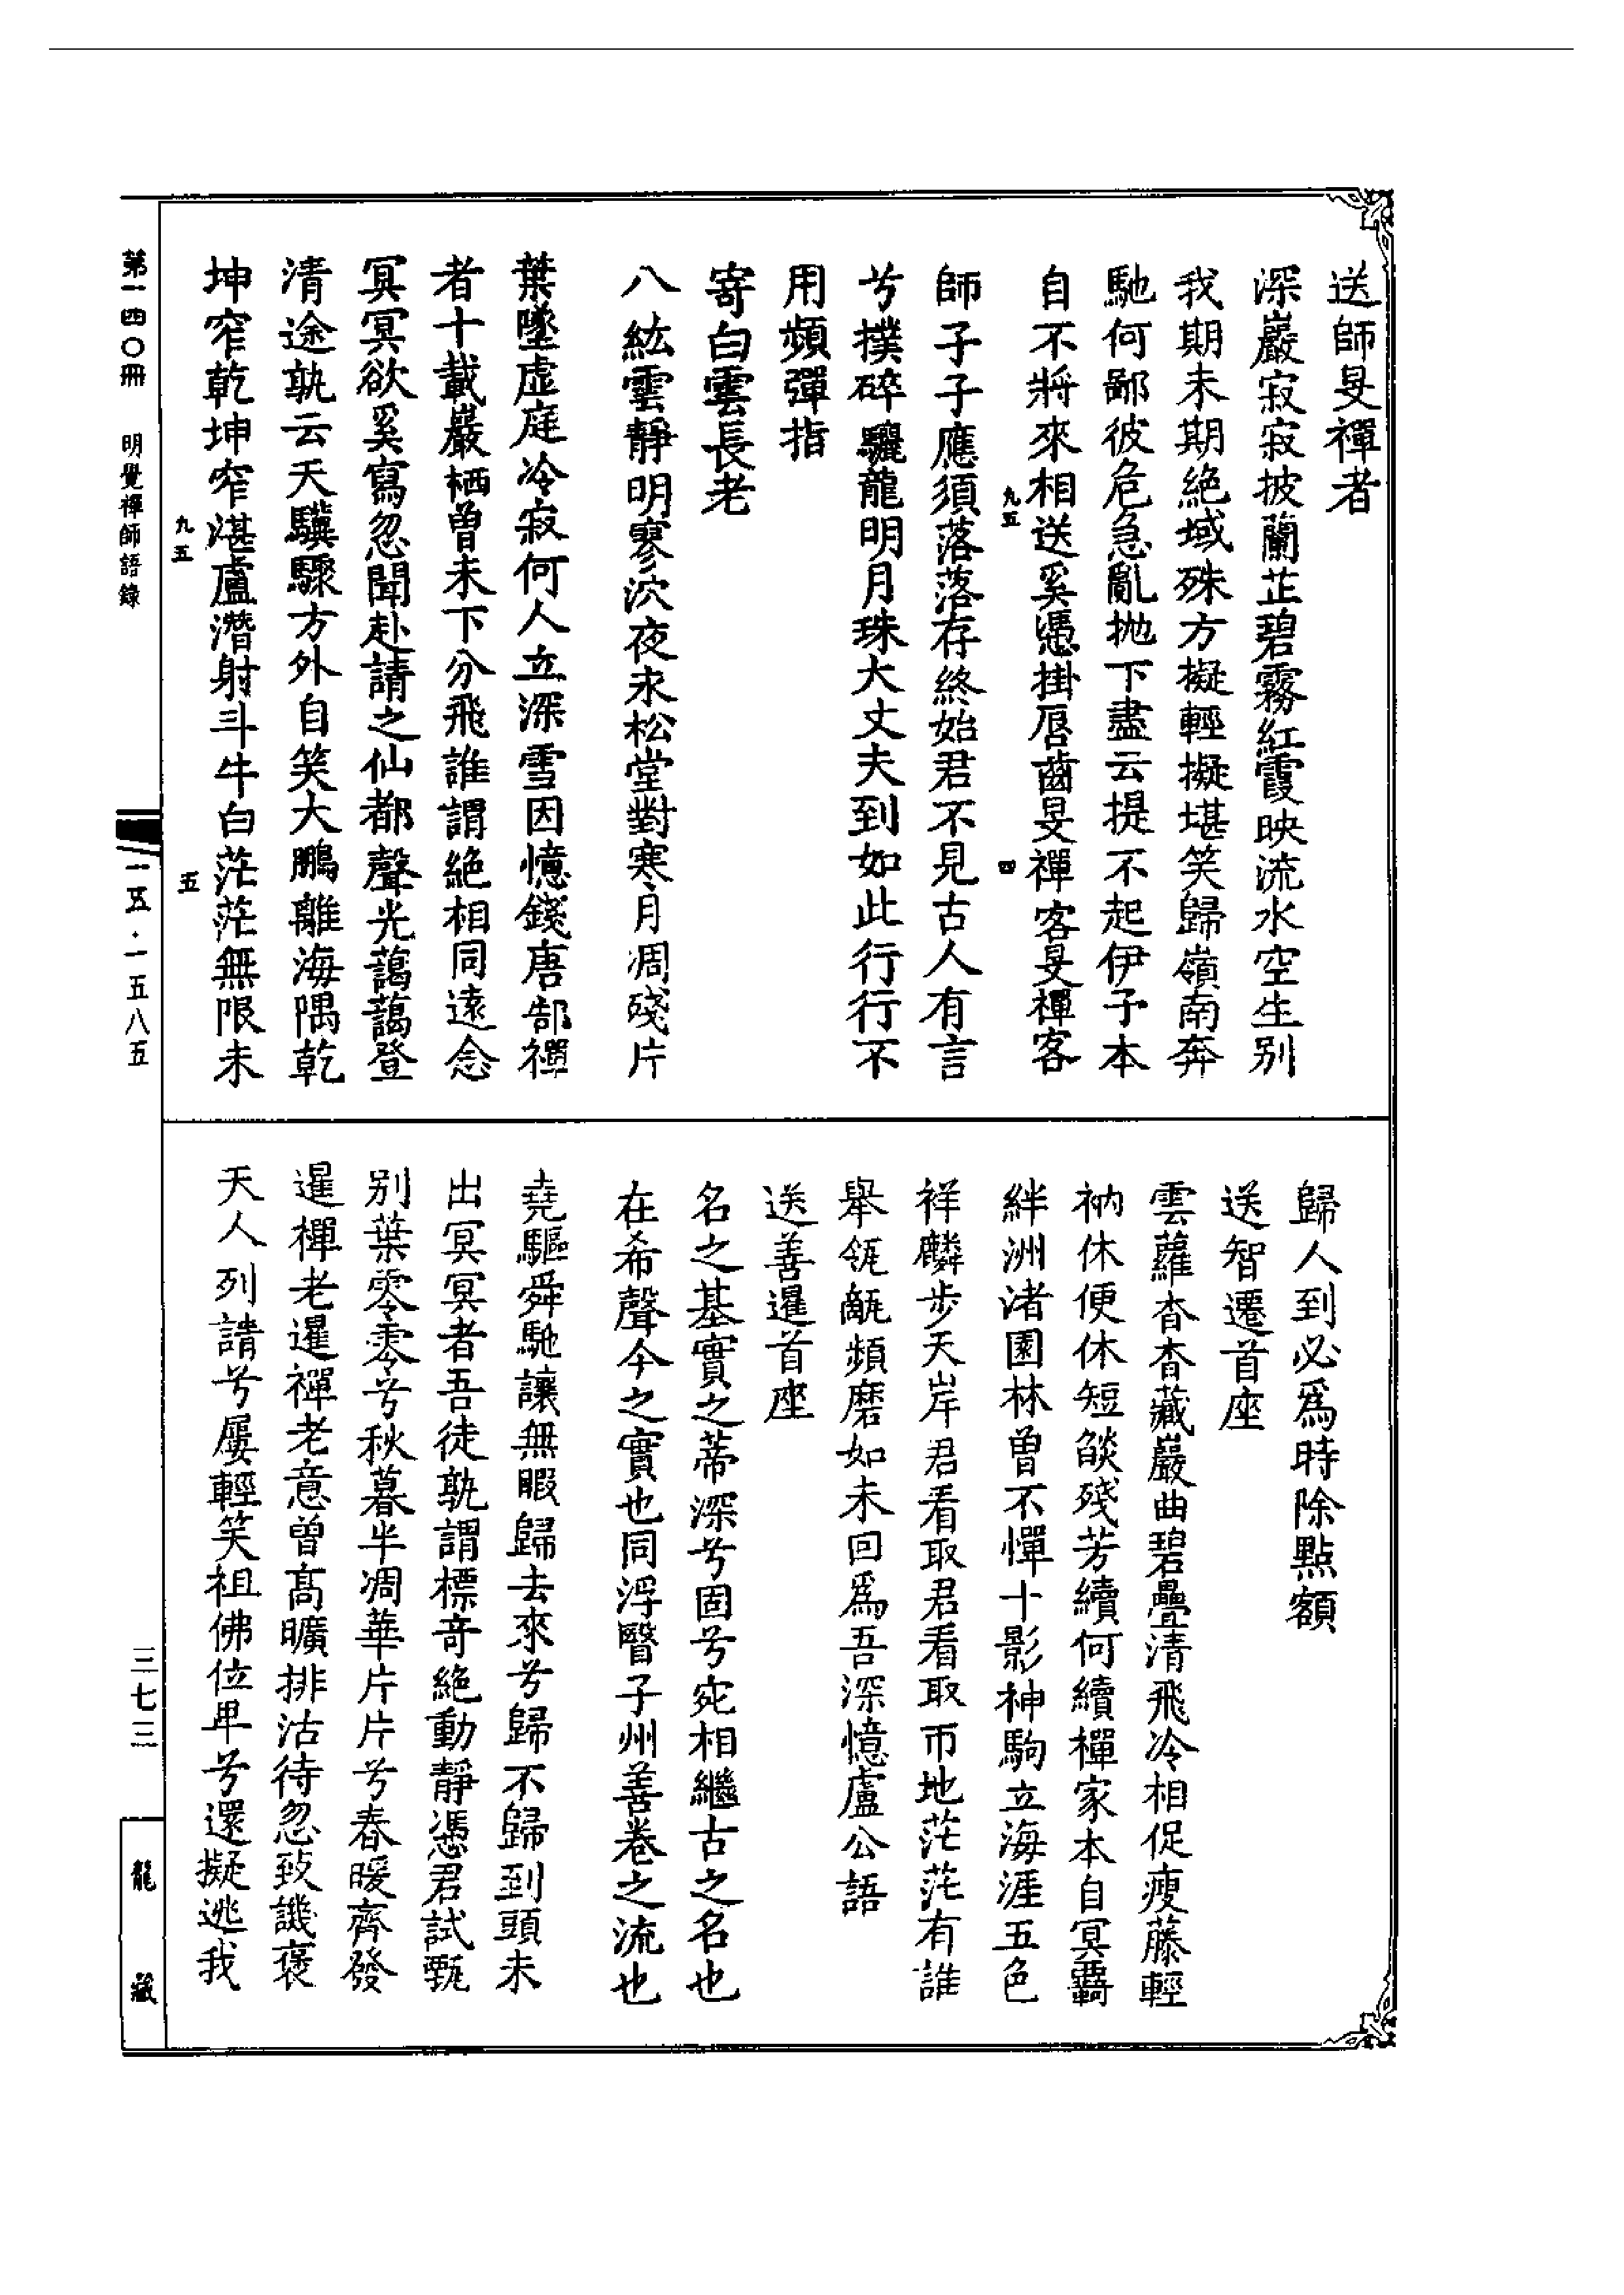 送師旻禪者
深巖寂寂披蘭芷碧霧紅霞映流水空生別
我期未期絕域殊方擬輕擬堪笑歸嶺南奔
馳何鄙彼危急亂拋下盡云提不起伊子本
自不將來相送奚慿掛唇齒旻禪客旻禪客
九五
四
師子子應須落落存終始君不見古人有言
兮撲碎驪龍明月珠大丈夫到如此行行不
用頻彈指
寄白雲長老
八紘雲靜明寥泬夜永松堂對寒月凋殘片
葉墜虛庭冷寂何人立深雪因憶錢唐郜禪
者十載巖栖曾未下分飛誰謂絕相同遠念
冥冥欲奚寫忽聞赴請之仙都聲光藹藹登
清途孰云天驥驟方外自笑大鵬離海隅乾
坤窄乾坤窄湛盧潛射斗牛白茫茫無限未
九五
五
歸人到必爲時除點額
送智遷首座
雲蘿杳杳藏巖曲碧疊清飛冷相促瘦藤輕
衲休便休短燄殘芳續何續禪家本自冥覊
絆洲渚園林曾不憚十影神駒立海涯五色
祥麟步天岸君看取君看取帀地茫茫有誰
舉瓴甋頻磨如未回爲吾深憶盧公語
送善暹首座
名之基實之蒂深兮固兮宛相繼古之名也
在希聲今之實也同浮瞖子州善卷之流也
堯驅舜馳讓無暇歸去來兮歸不歸到頭未
出冥冥者吾徒孰謂標奇絕動靜憑君試甄
別葉零零兮秋暮半凋華片片兮春暖齊發
暹禪老暹禪老意曾高曠排沽待忽致譏褒
天人列請兮屢輕笑祖佛位卑兮還擬逃我
第一四〇冊
明覺禪師語錄
一五·一五八五
三七三
龍藏